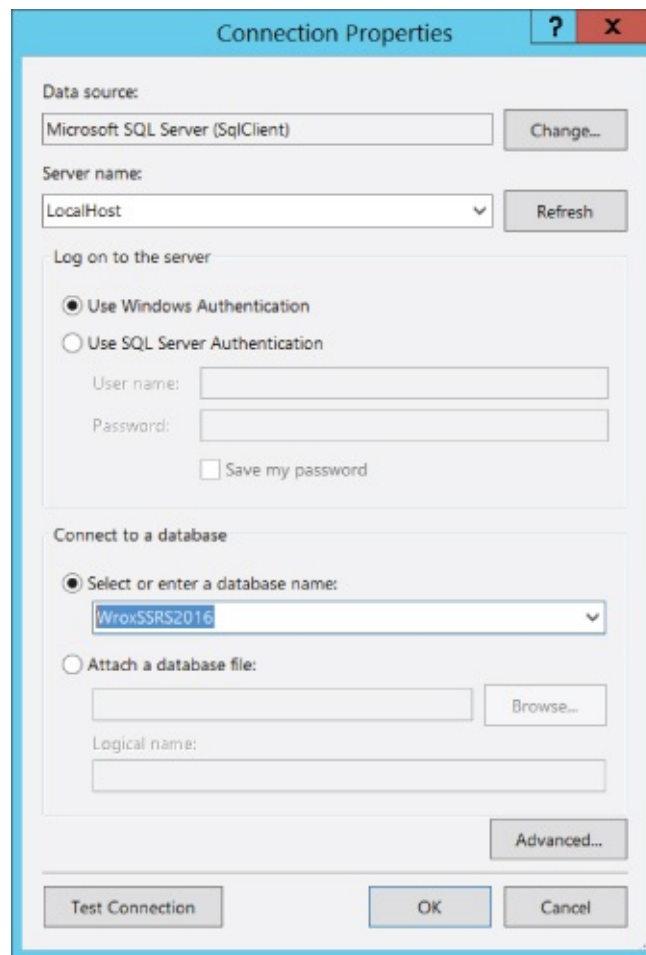 Connection Properties
?
X
Data source:
Microsoft SQL Server (SqlClient)
Change...
Server name:
LocalHost
Refresh
Log on to the server
Use Windows Authentication
Use SQL Server Authentication
User name:
Password:
Save my password
Connect to a database
Select or enter a database name:
WroxSSRS2016
Attach a database file:
Browse...
Logical name:
Advanced...
Test Connection
OK
Cancel